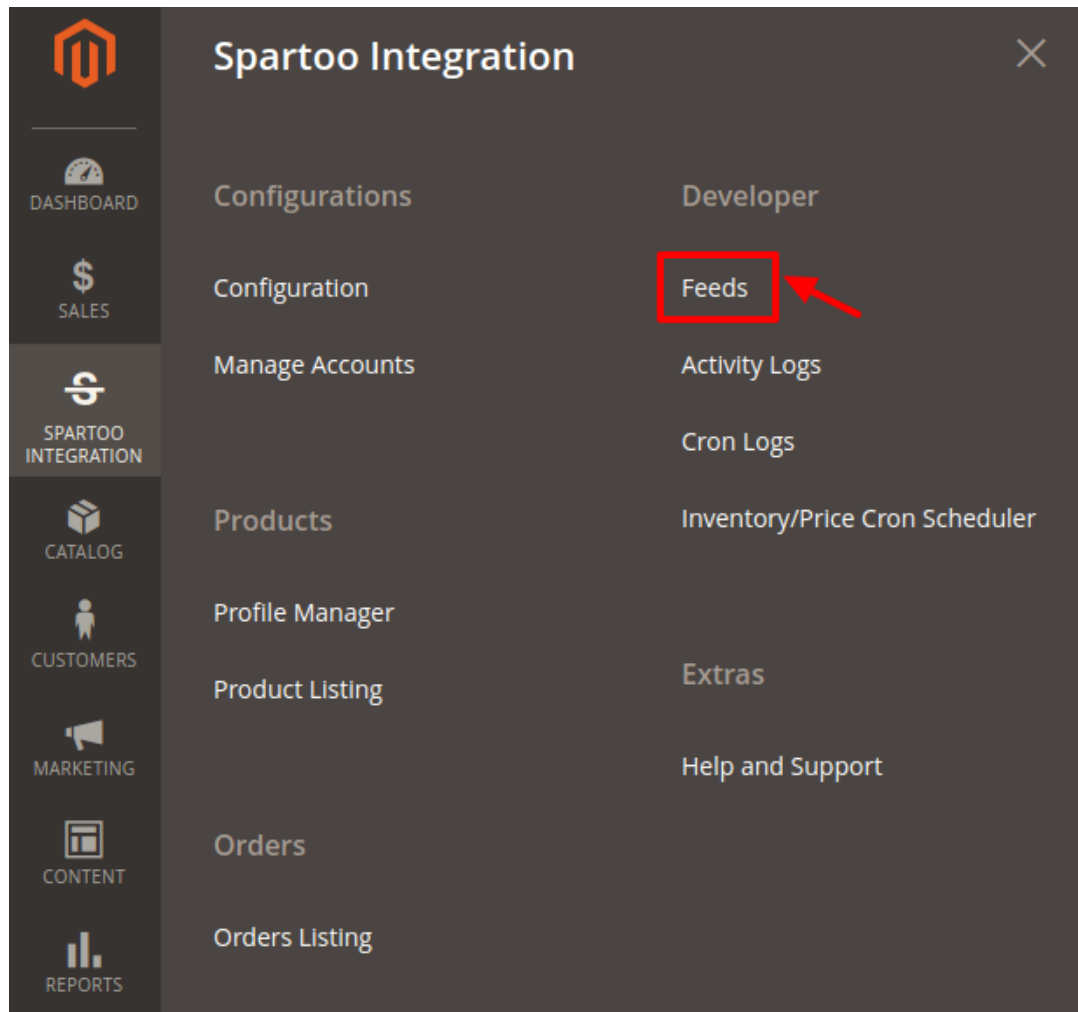 Spartoo Integration
DASHBOARD
SALES
SPARTOO
INTEGRATION
CATALOG
CUSTOMERS
MARKETING
CONTENT
REPORTS
Configurations
Configuration
Manage Accounts
Products
Profile Manager
Product Listing
Orders
Orders Listing
Developer
Feeds
Activity Logs
Cron Logs
Inventory/Price Cron Scheduler
Extras
Help and Support